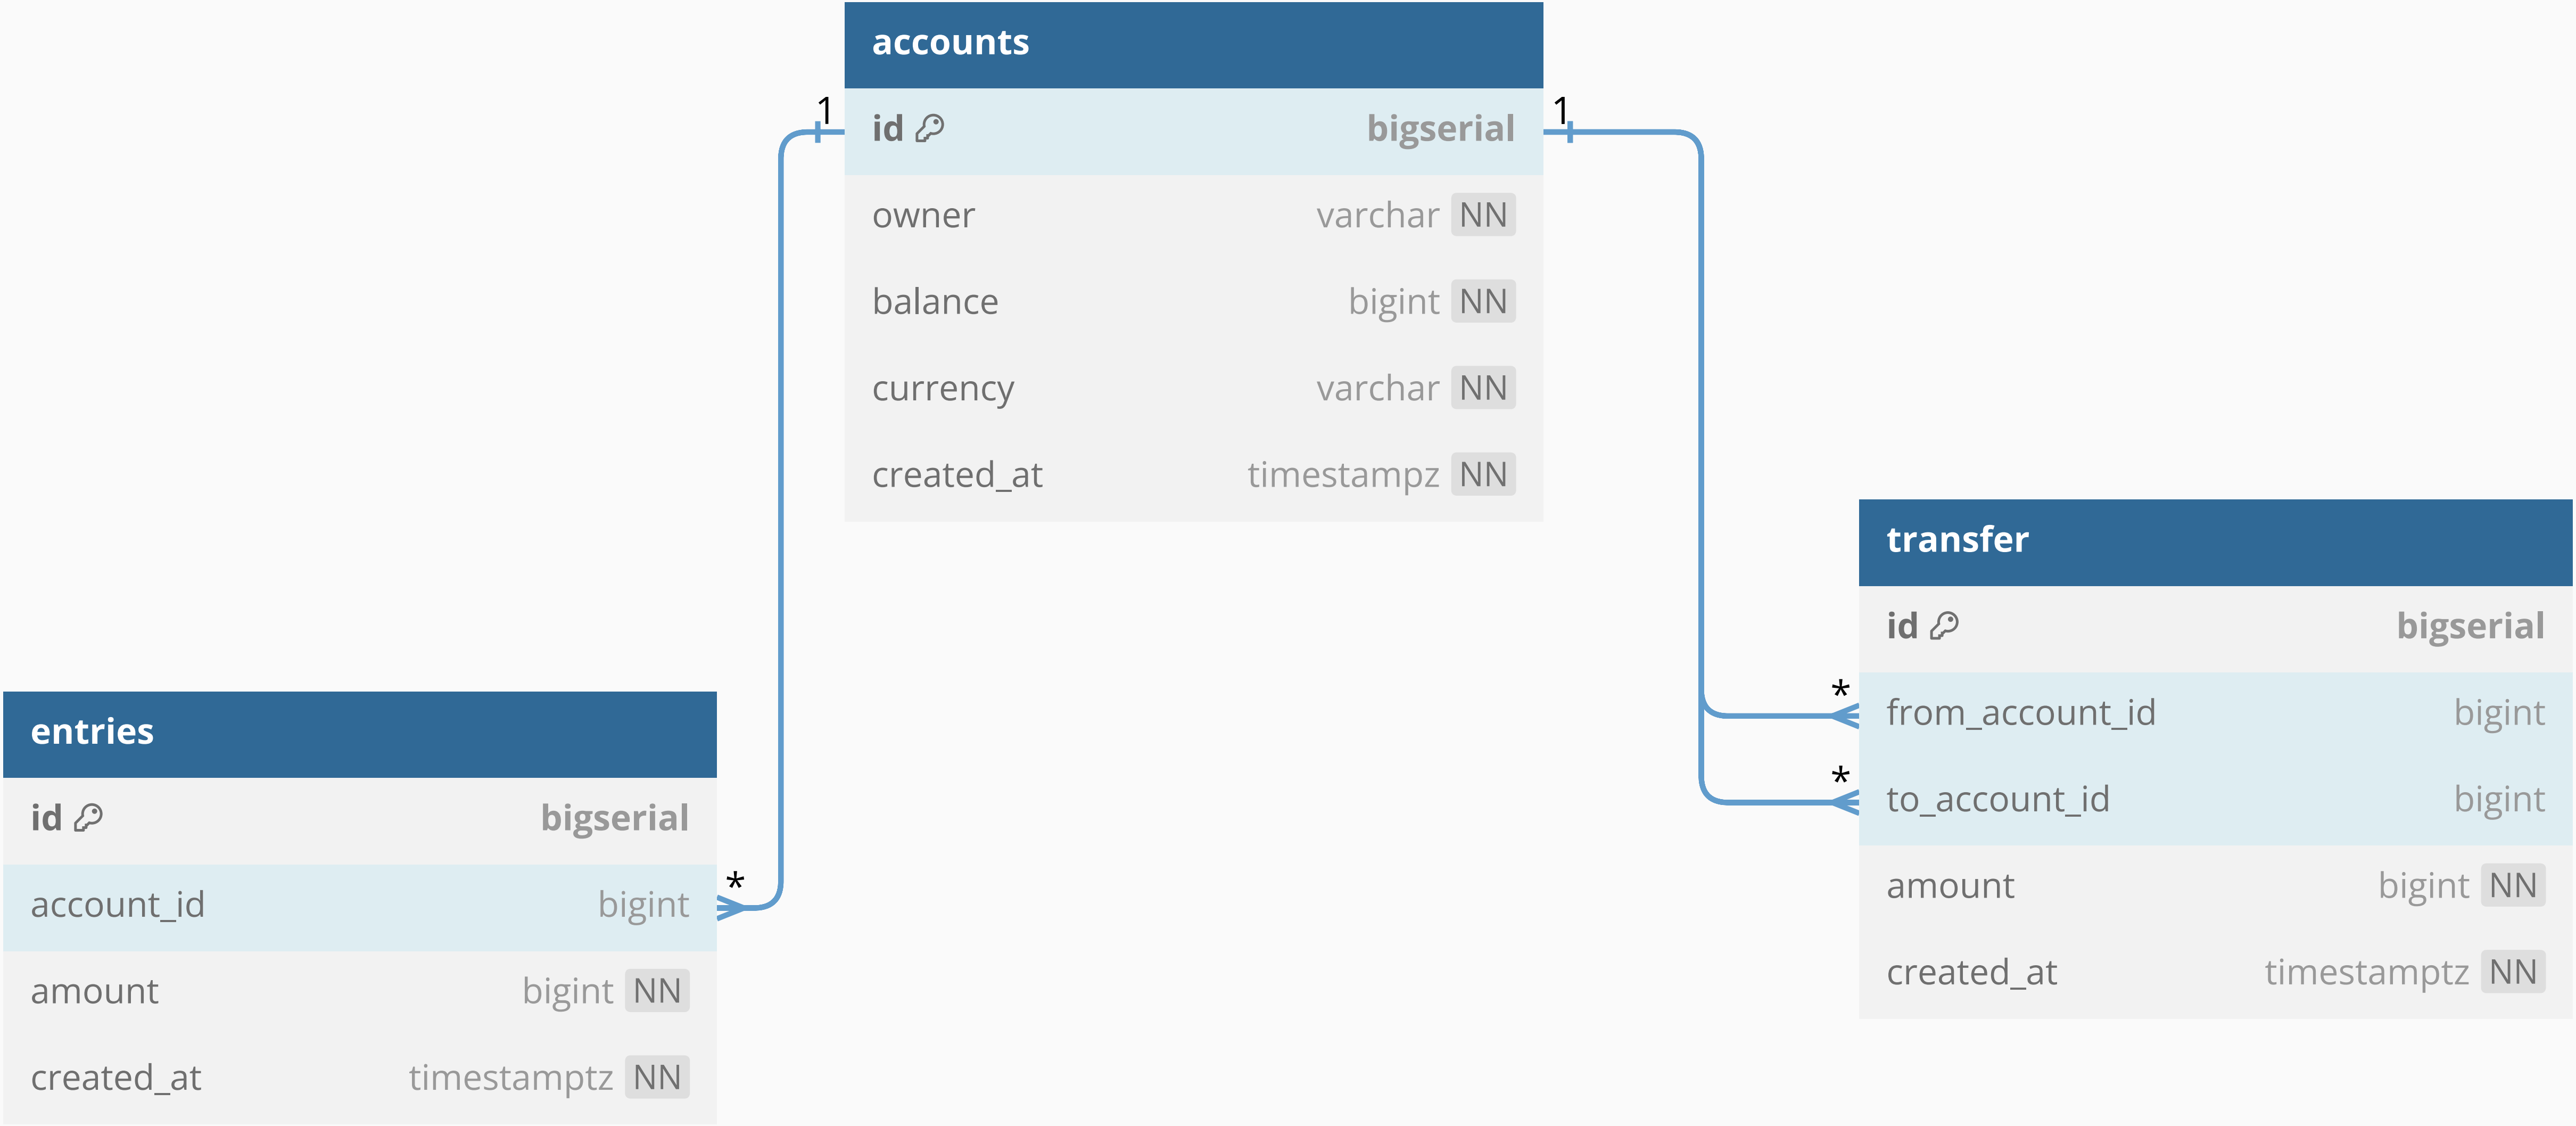 accounts
1
1
id bigserial
owner varchar NN
balance bigint NN
currency varchar NN
created_at timestampz NN
transfer
id bigserial
*
from_account_id bigint
*
to_account_id bigint
amount bigint NN
created_at timestamptz NN
entries
id bigserial
*
account_id bigint
amount bigint NN
created_at timestamptz NN